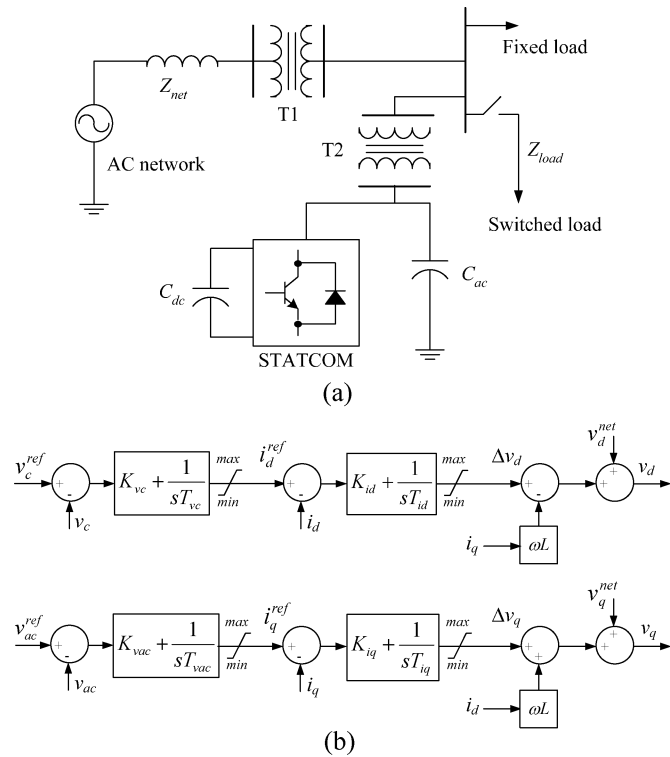 Fixed load
Z_net
T1
T2
AC network
Z_load
Switched load
C_dc
C_ac
STATCOM
(a)
v_c^ref + - v_c K_vc + 1/(sT_vc) max min i_d^ref + - i_d K_id + 1/(sT_id) max min Δv_d + - i_q ωL v_d^net + + v_d
v_ac^ref + - v_ac K_vac + 1/(sT_vac) max min i_q^ref + - i_q K_iq + 1/(sT_iq) max min Δv_q + + i_d ωL v_q^net + + v_q
(b)